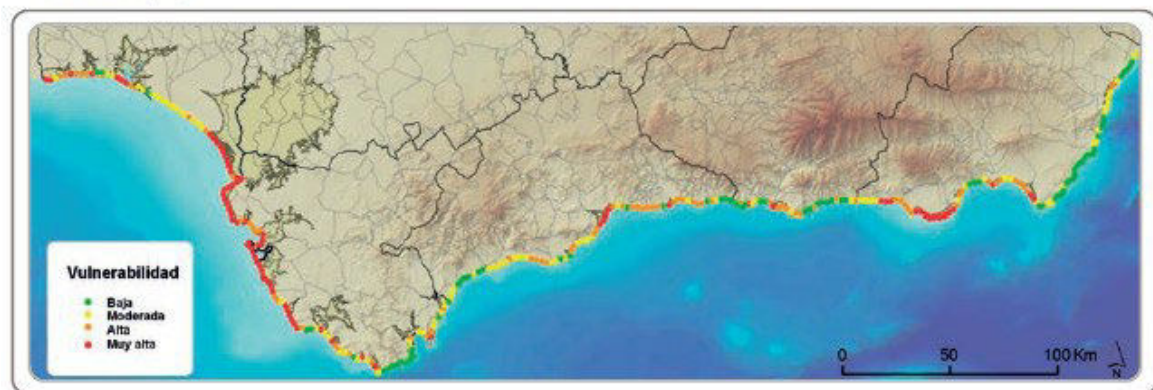 Vulnerabilidad
Baja
Moderada
Alta
Muy alta
0 50 100 Km
N